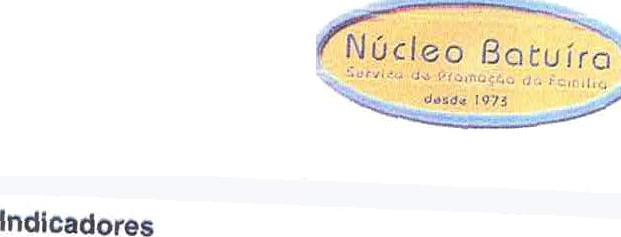 Núcleo Batuíra
Serviço de Promoção da Família
desde 1973
Indicadores